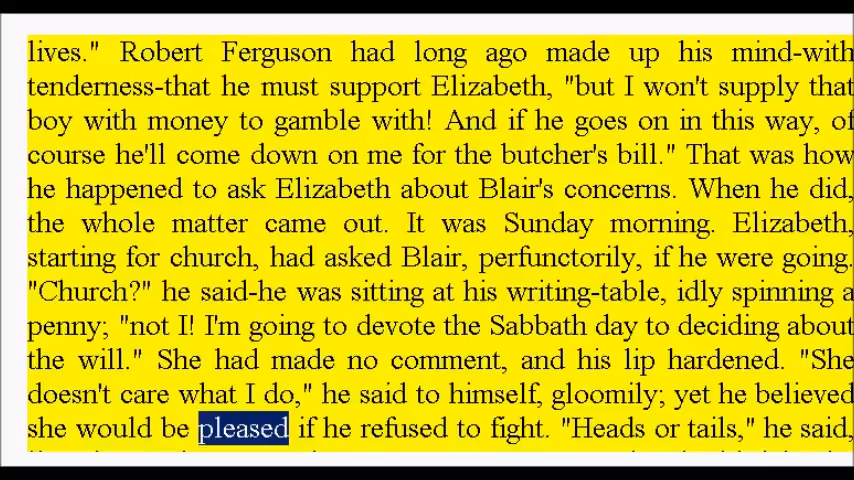 lives." Robert Ferguson had long ago made up his mind-with
tenderness-that he must support Elizabeth, "but I won't supply that
boy with money to gamble with! And if he goes on in this way, of
course he'll come down on me for the butcher's bill." That was how
he happened to ask Elizabeth about Blair's concerns. When he did,
the whole matter came out. It was Sunday morning. Elizabeth,
starting for church, had asked Blair, perfunctorily, if he were going.
"Church?" he said-he was sitting at his writing-table, idly spinning a
penny; "not I! I'm going to devote the Sabbath day to deciding about
the will." She had made no comment, and his lip hardened. "She
doesn't care what I do," he said to himself, gloomily; yet he believed
she would be pleased if he refused to fight. "Heads or tails," he said,